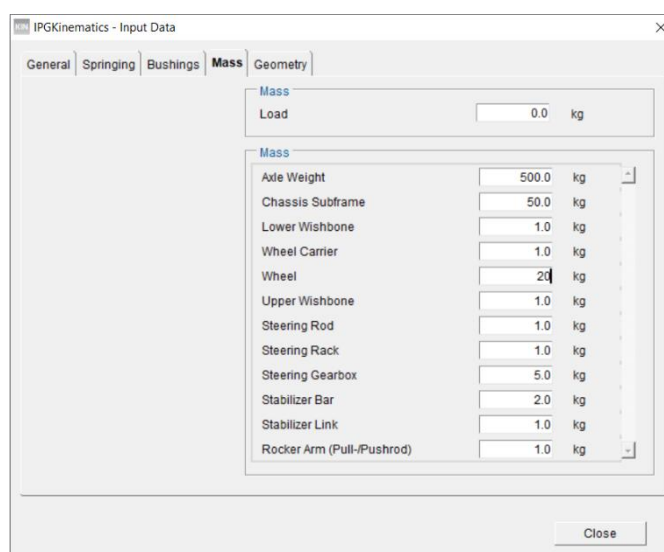 KIN IPGKinematics - Input Data
General Springing Bushings Mass Geometry
Mass
Load 0.0 kg
Mass
Axle Weight 500.0 kg
Chassis Subframe 50.0 kg
Lower Wishbone 1.0 kg
Wheel Carrier 1.0 kg
Wheel 20 kg
Upper Wishbone 1.0 kg
Steering Rod 1.0 kg
Steering Rack 1.0 kg
Steering Gearbox 5.0 kg
Stabilizer Bar 2.0 kg
Stabilizer Link 1.0 kg
Rocker Arm (Pull-/Pushrod) 1.0 kg
Close